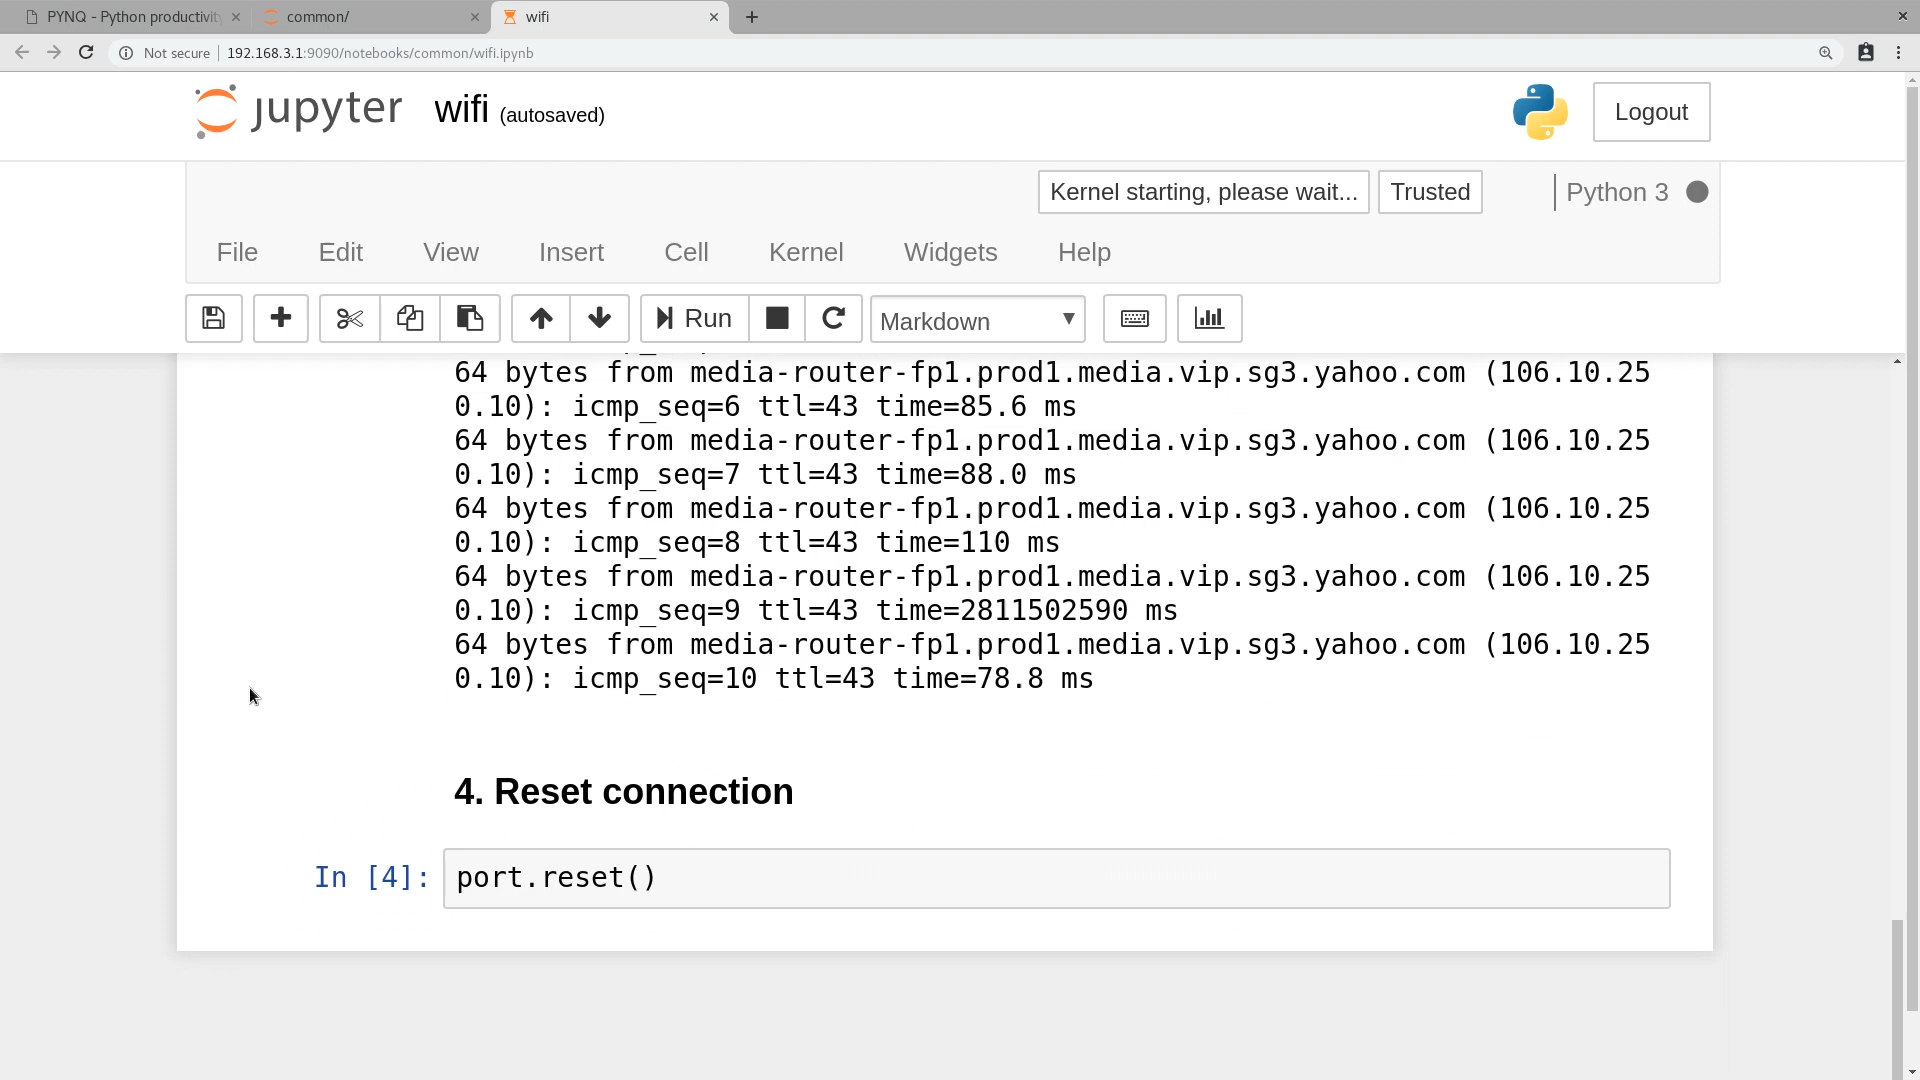 PYNQ - Python productivity
common/
wifi
Not secure
192.168.3.1:9090/notebooks/common/wifi.ipynb
jupyter
wifi (autosaved)
Logout
Kernel starting, please wait...
Trusted
Python 3
File
Edit
View
Insert
Cell
Kernel
Widgets
Help
Run
Markdown
64 bytes from media-router-fp1.prod1.media.vip.sg3.yahoo.com (106.10.25
0.10): icmp_seq=6 ttl=43 time=85.6 ms
64 bytes from media-router-fp1.prod1.media.vip.sg3.yahoo.com (106.10.25
0.10): icmp_seq=7 ttl=43 time=88.0 ms
64 bytes from media-router-fp1.prod1.media.vip.sg3.yahoo.com (106.10.25
0.10): icmp_seq=8 ttl=43 time=110 ms
64 bytes from media-router-fp1.prod1.media.vip.sg3.yahoo.com (106.10.25
0.10): icmp_seq=9 ttl=43 time=2811502590 ms
64 bytes from media-router-fp1.prod1.media.vip.sg3.yahoo.com (106.10.25
0.10): icmp_seq=10 ttl=43 time=78.8 ms
4. Reset connection
In [4]:
port.reset()